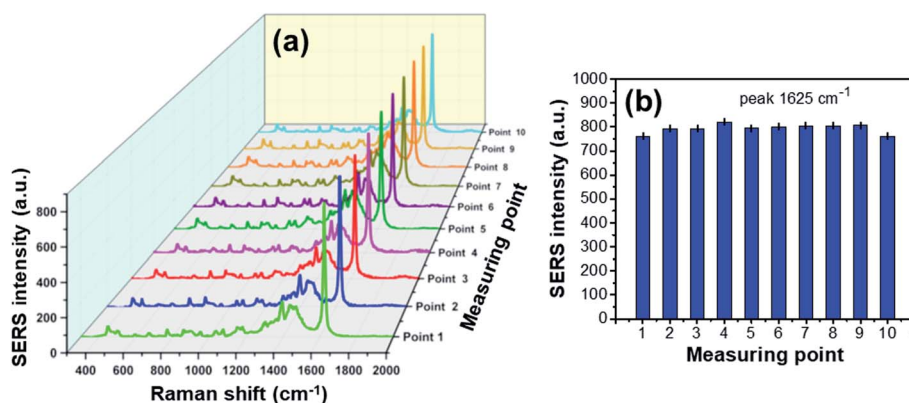 (a)
SERS intensity (a.u.)
800
600
400
200
0
400 600 800 1000 1200 1400 1600 1800 2000
Raman shift (cm⁻¹)
Point 10
Point 9
Point 8
Point 7
Point 6
Point 5
Point 4
Point 3
Point 2
Point 1
Measuring point
(b)
peak 1625 cm⁻¹
SERS intensity (a.u.)
1000
900
800
700
600
500
400
300
200
100
0
1 2 3 4 5 6 7 8 9 10
Measuring point